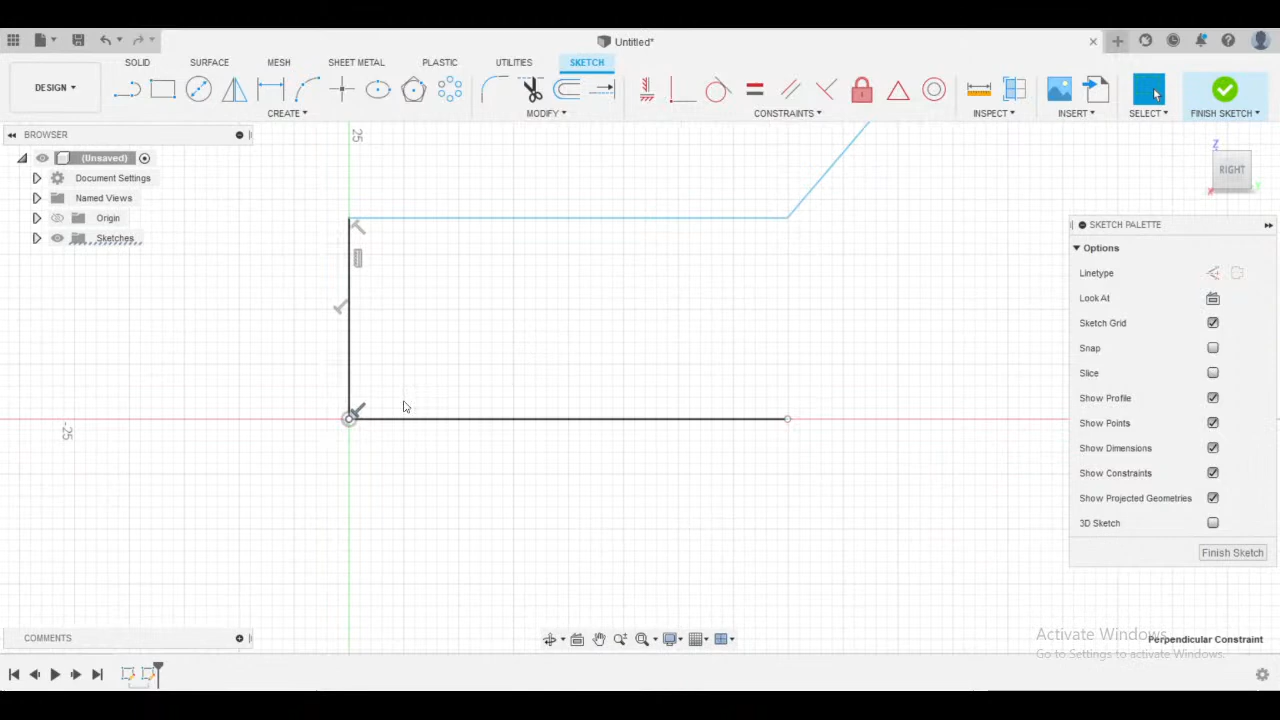 Untitled*
SOLID SURFACE MESH SHEET METAL PLASTIC UTILITIES SKETCH
DESIGN
CREATE MODIFY CONSTRAINTS INSPECT INSERT SELECT FINISH SKETCH
BROWSER
(Unsaved)
Document Settings
Named Views
Origin
Sketches
25
-25
Z
RIGHT
X
Y
SKETCH PALETTE
Options
Linetype
Look At
Sketch Grid
Snap
Slice
Show Profile
Show Points
Show Dimensions
Show Constraints
Show Projected Geometries
3D Sketch
Finish Sketch
COMMENTS
Activate Windows
Go to Settings to activate Windows.
Perpendicular Constraint